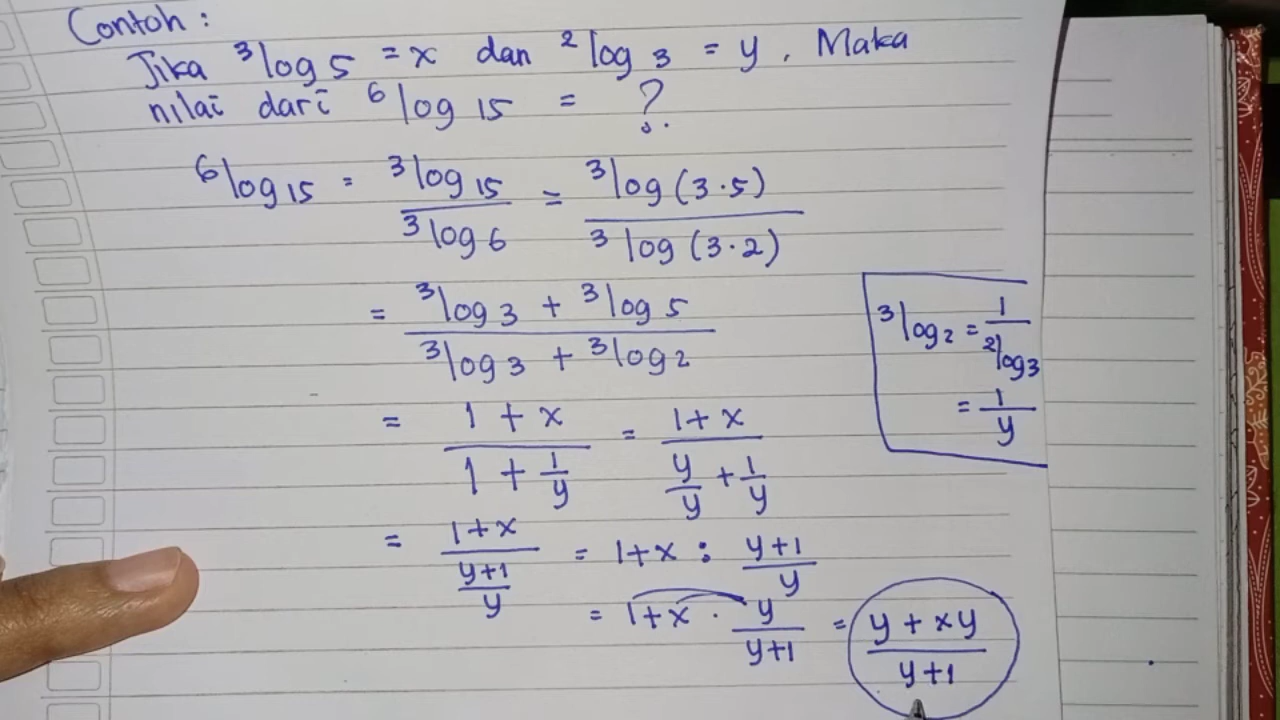 Contoh :
Jika ³log 5 = x dan ²log 3 = y . Maka
nilai dari ⁶log 15 = ?
⁶log 15 = ³log 15 / ³log 6 = ³log (3·5) / ³log (3·2)
= (³log 3 + ³log 5) / (³log 3 + ³log 2)
³log 2 = 1 / ²log 3
= 1 / y
= (1 + x) / (1 + 1/y) = (1 + x) / (y/y + 1/y)
= (1 + x) / ((y+1)/y) = 1 + x : (y+1)/y
= 1 + x · y/(y+1) = (y + xy) / (y+1)